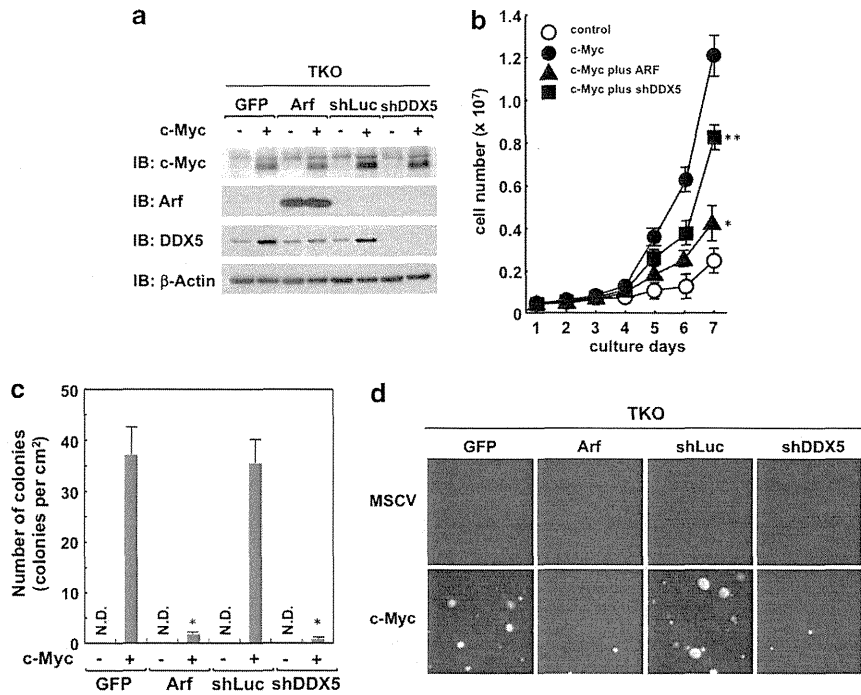 a
TKO
GFP Arf shLuc shDDX5
c-Myc - + - + - + - +
IB: c-Myc
IB: Arf
IB: DDX5
IB: β-Actin
b
control
c-Myc
c-Myc plus ARF
c-Myc plus shDDX5
cell number (x 10⁷)
1.4
1.2
1.0
0.8
0.6
0.4
0.2
0
**
*
1 2 3 4 5 6 7
culture days
c
Number of colonies
(colonies per cm²)
50
40
30
20
10
0
N.D. N.D. * N.D. N.D. *
c-Myc - + - + - + - +
GFP Arf shLuc shDDX5
d
TKO
GFP Arf shLuc shDDX5
MSCV
c-Myc